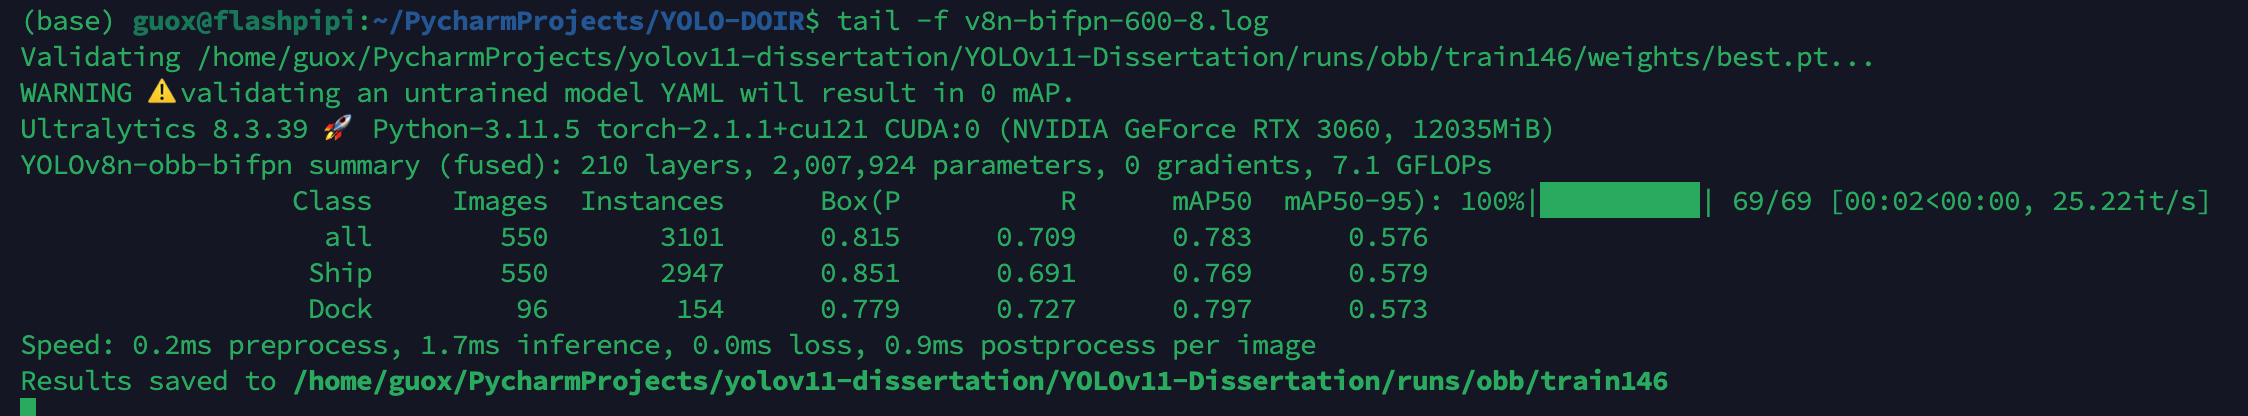 (base) guox@flashpipi:~/PycharmProjects/YOLO-DOIR$ tail -f v8n-bifpn-600-8.log
Validating /home/guox/PycharmProjects/yolov11-dissertation/YOLOv11-Dissertation/runs/obb/train146/weights/best.pt...
WARNING ⚠️ validating an untrained model YAML will result in 0 mAP.
Ultralytics 8.3.39 🚀 Python-3.11.5 torch-2.1.1+cu121 CUDA:0 (NVIDIA GeForce RTX 3060, 12035MiB)
YOLOv8n-obb-bifpn summary (fused): 210 layers, 2,007,924 parameters, 0 gradients, 7.1 GFLOPs
Class Images Instances Box(P R mAP50 mAP50-95): 100%|██████████| 69/69 [00:02<00:00, 25.22it/s]
all 550 3101 0.815 0.709 0.783 0.576
Ship 550 2947 0.851 0.691 0.769 0.579
Dock 96 154 0.779 0.727 0.797 0.573
Speed: 0.2ms preprocess, 1.7ms inference, 0.0ms loss, 0.9ms postprocess per image
Results saved to /home/guox/PycharmProjects/yolov11-dissertation/YOLOv11-Dissertation/runs/obb/train146